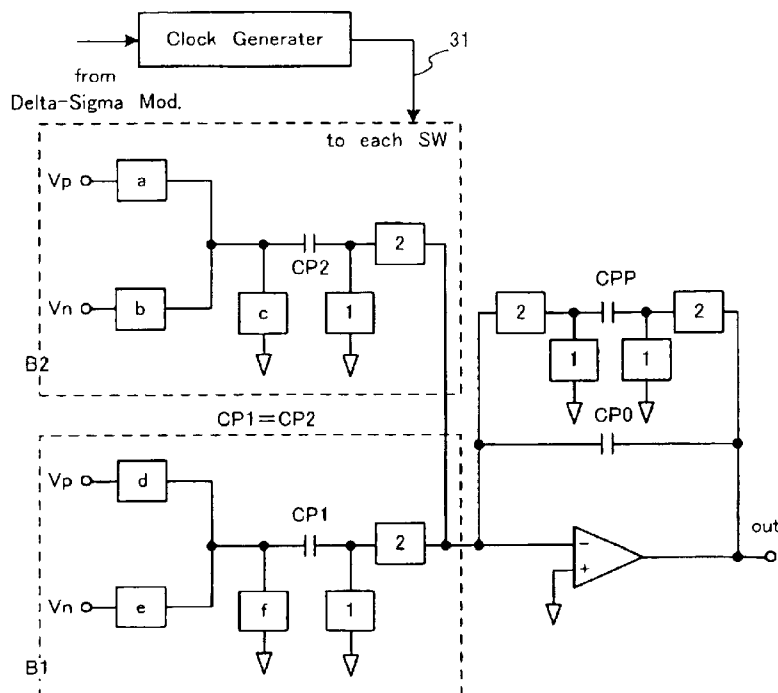 Clock Generater
31
from
Delta-Sigma Mod.
to each SW
Vp
a
2
CP2
Vn
b
c
1
B2
CPP
2
2
1
1
CP0
CP1=CP2
Vp
d
CP1
2
Vn
e
f
1
B1
−
+
out